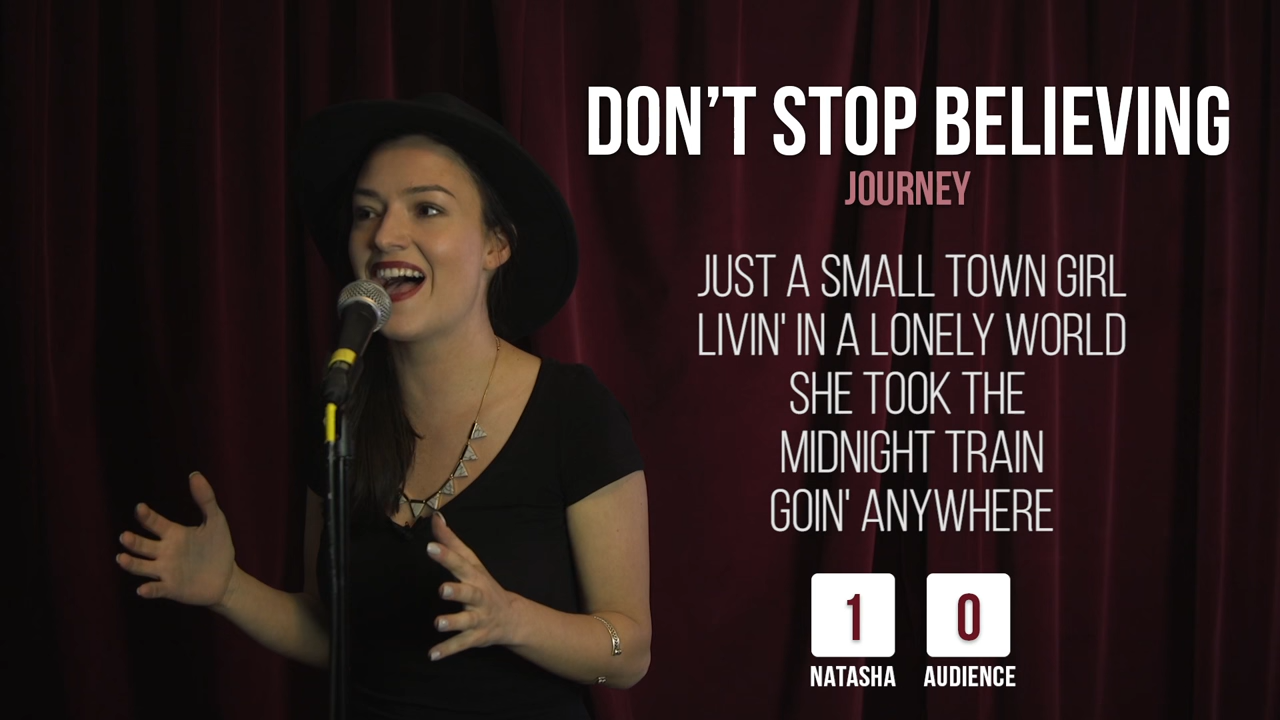 DON'T STOP BELIEVING
JOURNEY
JUST A SMALL TOWN GIRL
LIVIN' IN A LONELY WORLD
SHE TOOK THE
MIDNIGHT TRAIN
GOIN' ANYWHERE
1 0
NATASHA AUDIENCE